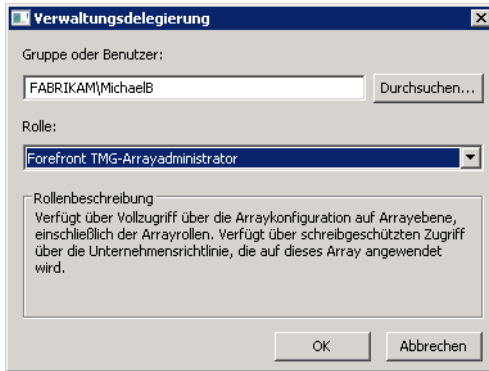 Verwaltungsdelegierung
Gruppe oder Benutzer:
FABRIKAM\MichaelB
Durchsuchen...
Rolle:
Forefront TMG-Arrayadministrator
Rollenbeschreibung
Verfügt über Vollzugriff über die Arraykonfiguration auf Arrayebene,
einschließlich der Arrayrollen. Verfügt über schreibgeschützten Zugriff
über die Unternehmensrichtlinie, die auf dieses Array angewendet
wird.
OK
Abbrechen